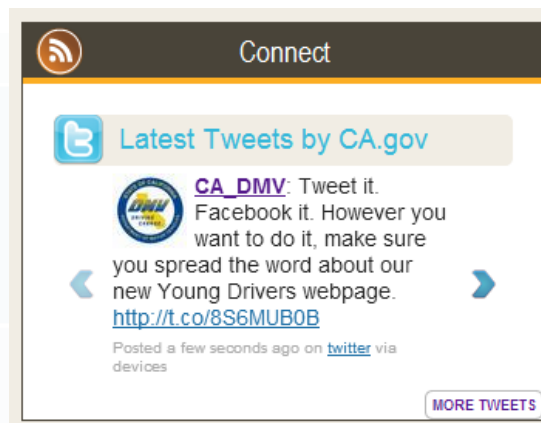 Connect
Latest Tweets by CA.gov
CA_DMV: Tweet it.
Facebook it. However you
want to do it, make sure
you spread the word about our
new Young Drivers webpage.
http://t.co/8S6MUB0B
Posted a few seconds ago on twitter via
devices
MORE TWEETS
DMV